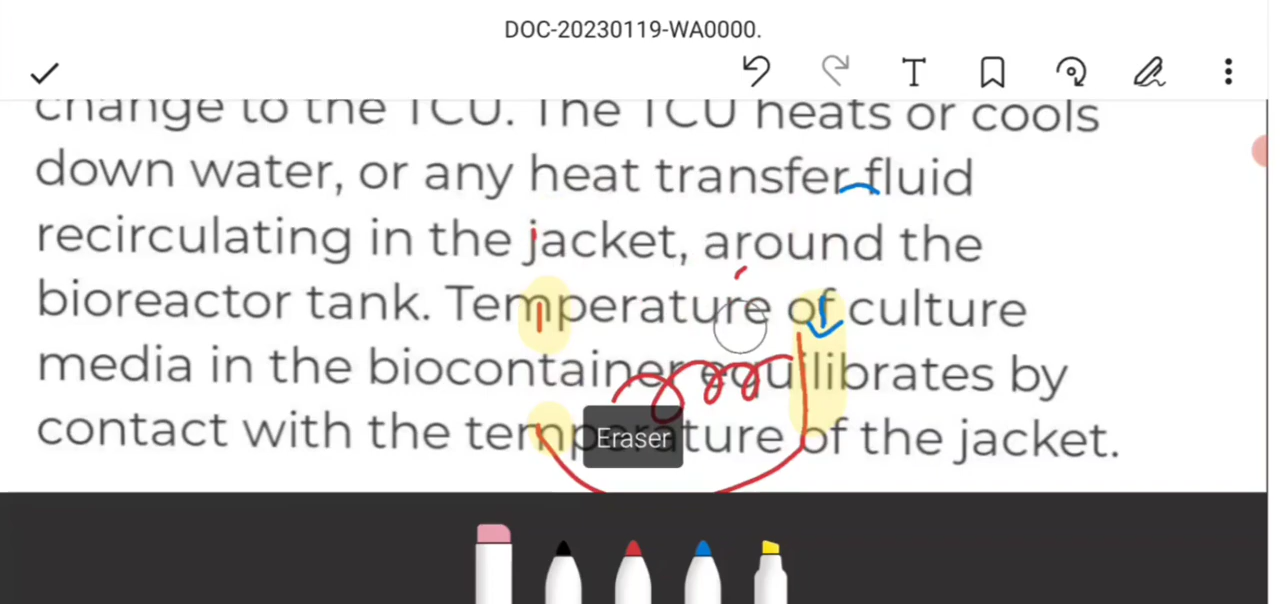 DOC-20230119-WA0000.
T
change to the TCU. The TCU heats or cools
down water, or any heat transfer fluid
recirculating in the jacket, around the
bioreactor tank. Temperature of culture
media in the biocontainer equilibrates by
contact with the temperature of the jacket.
Eraser